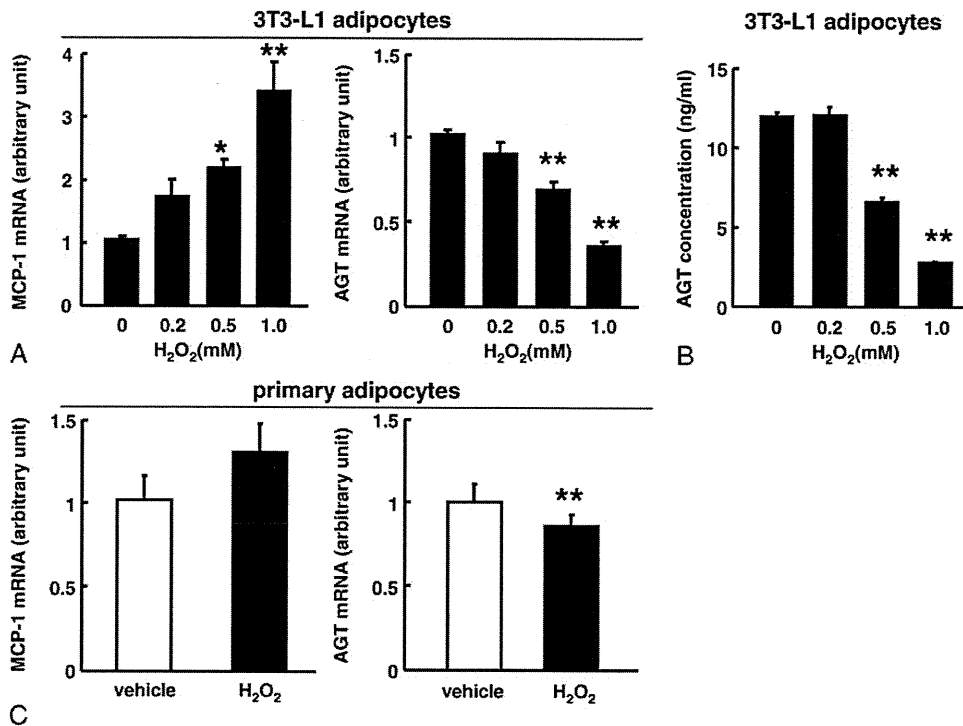 3T3-L1 adipocytes
MCP-1 mRNA (arbitrary unit)
4
3
2
1
0
*
**
0 0.2 0.5 1.0
H₂O₂(mM)
A
AGT mRNA (arbitrary unit)
1.5
1
0.5
0
**
**
0 0.2 0.5 1.0
H₂O₂(mM)
3T3-L1 adipocytes
AGT concentration (ng/ml)
15
10
5
0
**
**
0 0.2 0.5 1.0
H₂O₂(mM)
B
primary adipocytes
MCP-1 mRNA (arbitrary unit)
1.5
1
0.5
0
vehicle H₂O₂
AGT mRNA (arbitrary unit)
1.5
1
0.5
0
**
vehicle H₂O₂
C